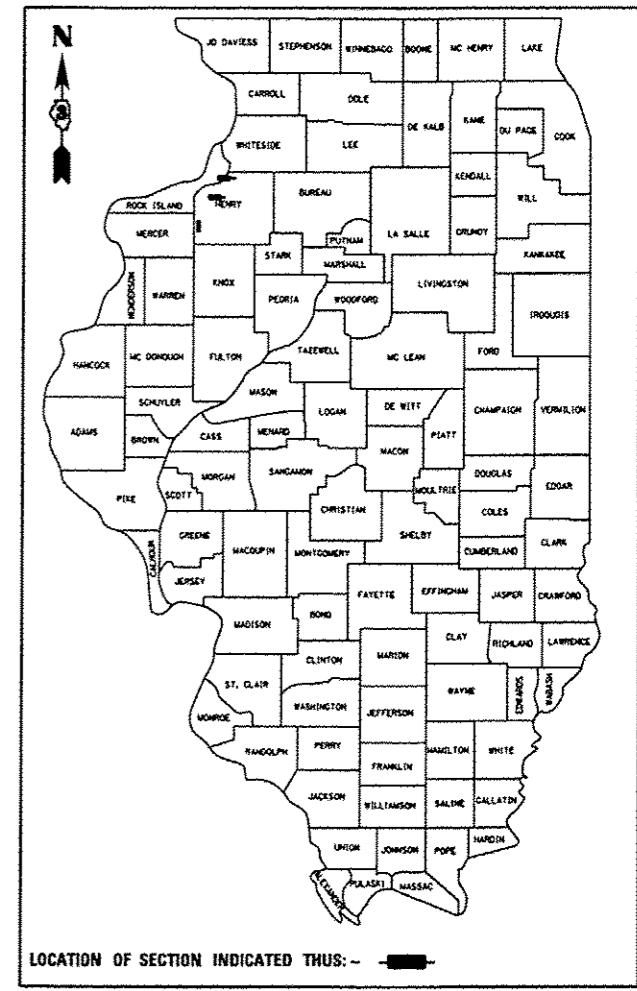 N
JO DAVIESS STEPHENSON WINNEBAGO BOONE MC HENRY LAKE
CARROLL OGLE DE KALB KANE DU PAGE COOK
WHITESIDE LEE
KENDALL WILL
ROCK ISLAND HENRY BUREAU LA SALLE GRUNDY
MERCER PUTNAM KANKAKEE
STARK MARSHALL
HENDERSON WARREN KNOX PEORIA WOODFORD LIVINGSTON IROQUOIS
HANCOCK MC DONOUGH FULTON TAZEWELL MC LEAN FORD
SCHUYLER MASON LOGAN DE WITT CHAMPAIGN VERMILION
ADAMS BROWN CASS MENARD MACON PIATT
PIKE SCOTT MORGAN SANGAMON MOULTRIE DOUGLAS EDGAR
CHRISTIAN COLES
CALHOUN GREENE MACOUPIN MONTGOMERY SHELBY CUMBERLAND CLARK
JERSEY FAYETTE EFFINGHAM JASPER CRAWFORD
MADISON BOND CLAY RICHLAND LAWRENCE
CLINTON MARION
ST. CLAIR WAYNE EDWARDS WABASH
MONROE WASHINGTON JEFFERSON
RANDOLPH PERRY HAMILTON WHITE
FRANKLIN
JACKSON WILLIAMSON SALINE GALLATIN
UNION JOHNSON POPE HARDIN
ALEXANDER PULASKI MASSAC
LOCATION OF SECTION INDICATED THUS: -